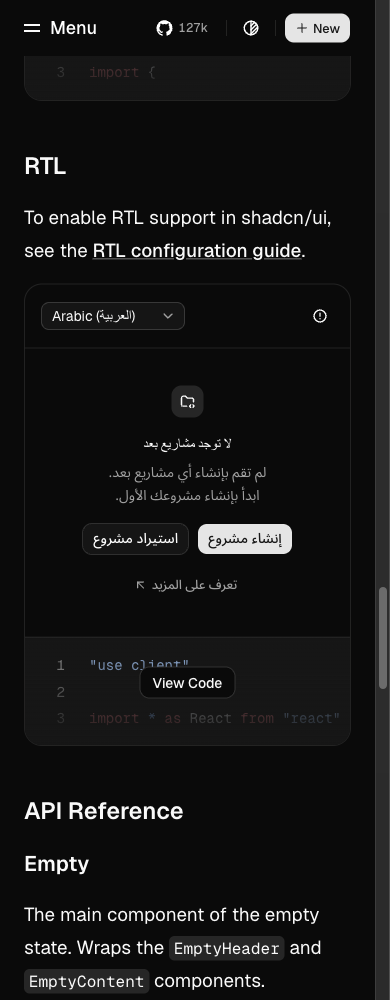 Menu
127k
New
3 import {
RTL
To enable RTL support in shadcn/ui,
see the RTL configuration guide.
Arabic (العربية)
لا توجد مشاريع بعد
لم تقم بإنشاء أي مشاريع بعد.
ابدأ بإنشاء مشروعك الأول.
إنشاء مشروع
استيراد مشروع
تعرف على المزيد
1 "use client"
View Code
2
3 import * as React from "react"
API Reference
Empty
The main component of the empty
state. Wraps the EmptyHeader and
EmptyContent components.